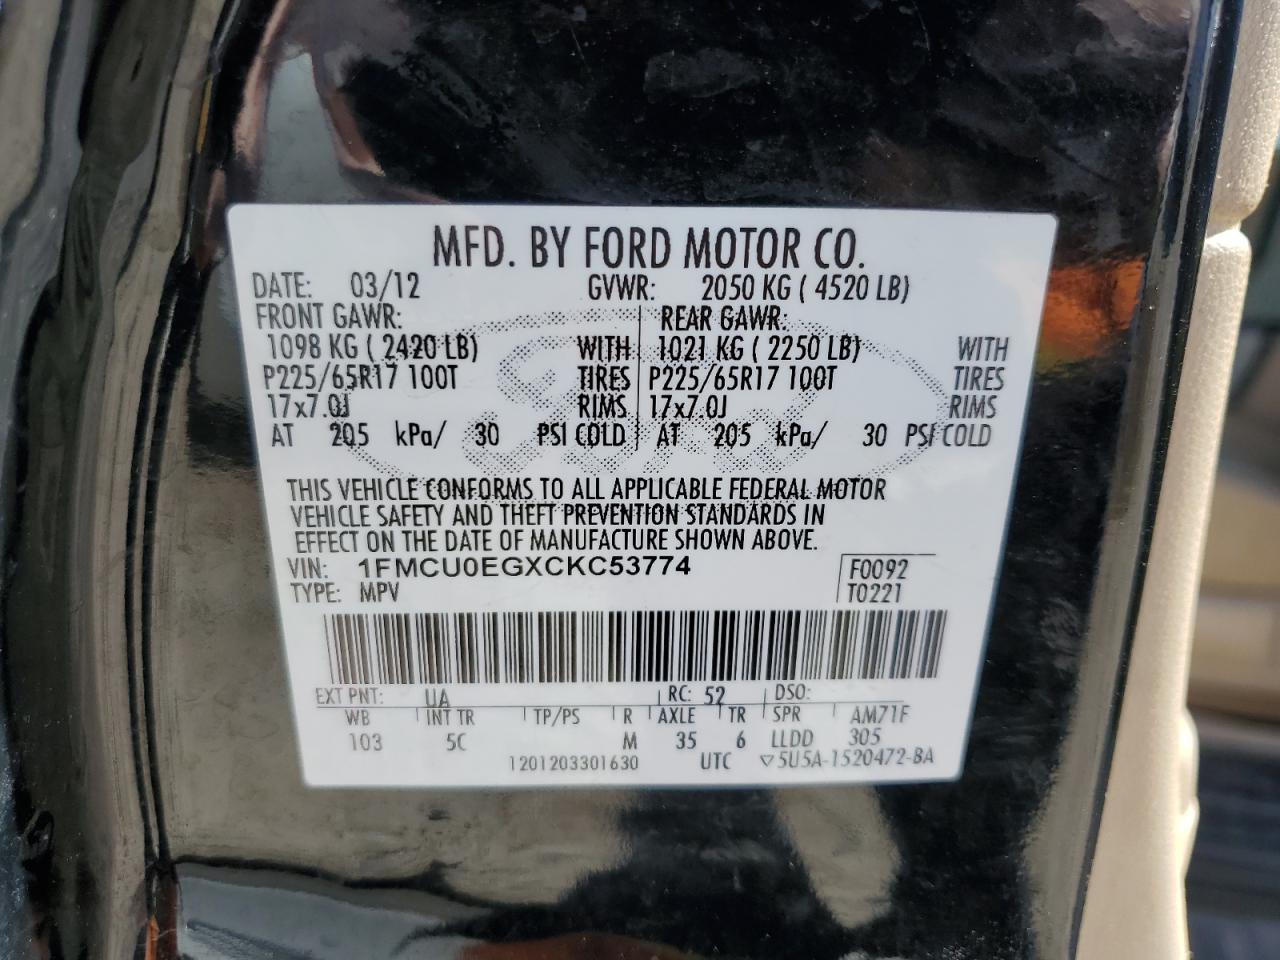 MFD. BY FORD MOTOR CO.
DATE: 03/12 GVWR: 2050 KG ( 4520 LB)
FRONT GAWR: REAR GAWR:
1098 KG ( 2420 LB) WITH 1021 KG ( 2250 LB) WITH
P225/65R17 100T TIRES P225/65R17 100T TIRES
17x7.0J RIMS 17x7.0J RIMS
AT 205 kPa/ 30 PSI COLD AT 205 kPa/ 30 PSI COLD
Ford
THIS VEHICLE CONFORMS TO ALL APPLICABLE FEDERAL MOTOR
VEHICLE SAFETY AND THEFT PREVENTION STANDARDS IN
EFFECT ON THE DATE OF MANUFACTURE SHOWN ABOVE.
VIN: 1FMCU0EGXCKC53774 F0092
TYPE: MPV T0221
EXT PNT: UA RC: 52 DSO:
WB INT TR TP/PS R AXLE TR SPR AM71F
103 5C M 35 6 LLDD 305
1201203301630 UTC ▽5U5A-1520472-BA